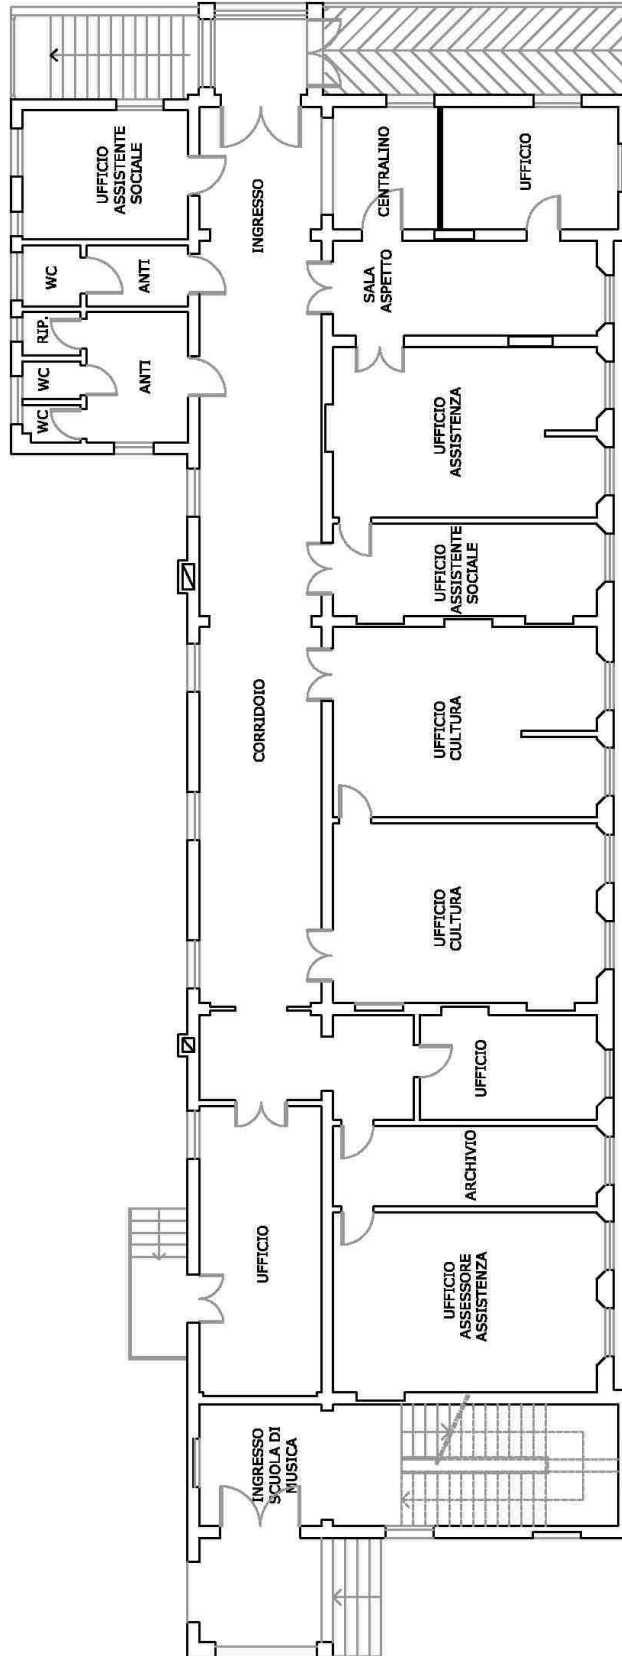 UFFICIO
ASSISTENTE
SOCIALE
WC
ANTI
RIP.
WC
WC
ANTI
INGRESSO
CENTRALINO
UFFICIO
SALA
ASPETTO
UFFICIO
ASSISTENZA
UFFICIO
ASSISTENTE
SOCIALE
CORRIDOIO
UFFICIO
CULTURA
UFFICIO
CULTURA
UFFICIO
ARCHIVIO
UFFICIO
UFFICIO
ASSESSORE
ASSISTENZA
INGRESSO
SCUOLA DI
MUSICA